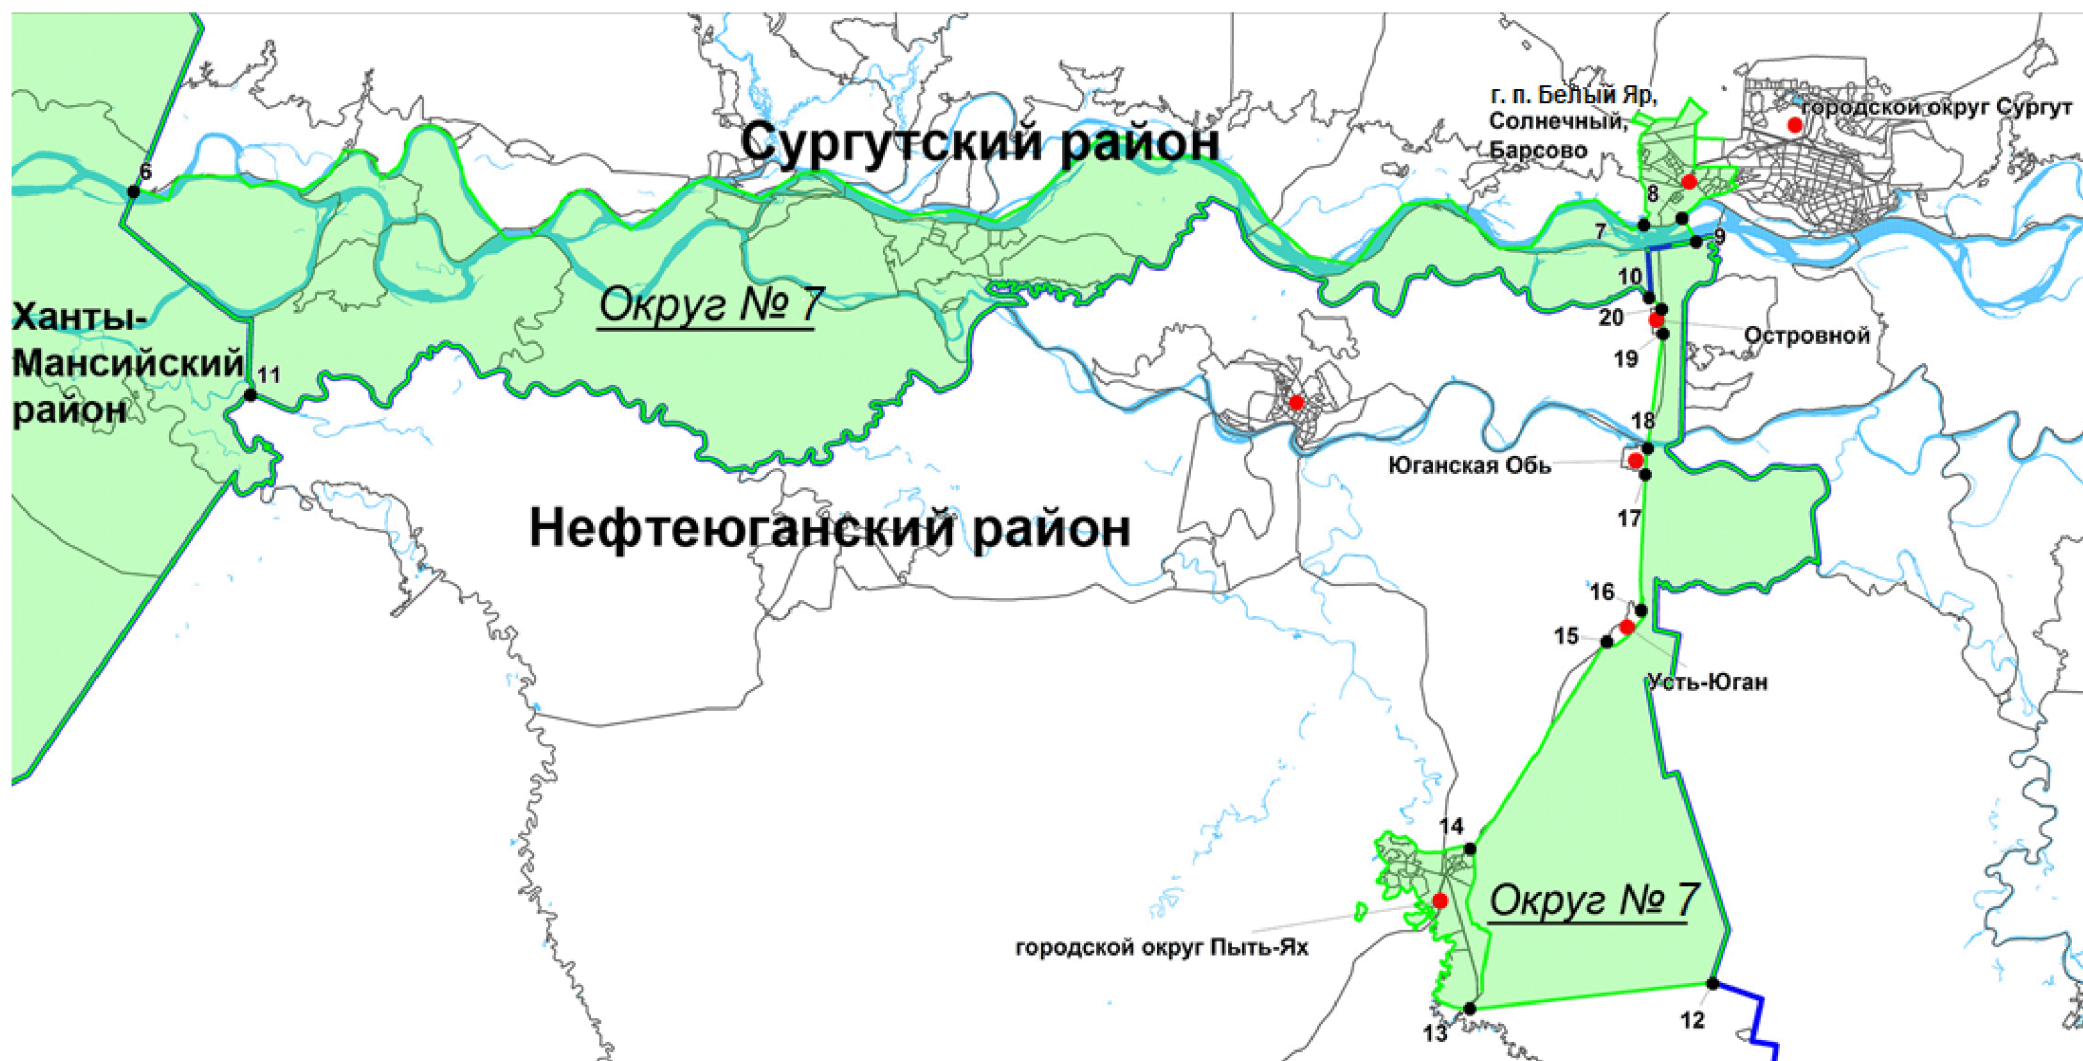 г. п. Белый Яр,
Солнечный,
Барсово
городской округ Сургут
Сургутский район
6
8
7
9
10
20
Островной
19
Округ № 7
Ханты-
Мансийский
район
11
18
Юганская Обь
17
Нефтеюганский район
16
15
Усть-Юган
14
Округ № 7
городской округ Пыть-Ях
12
13